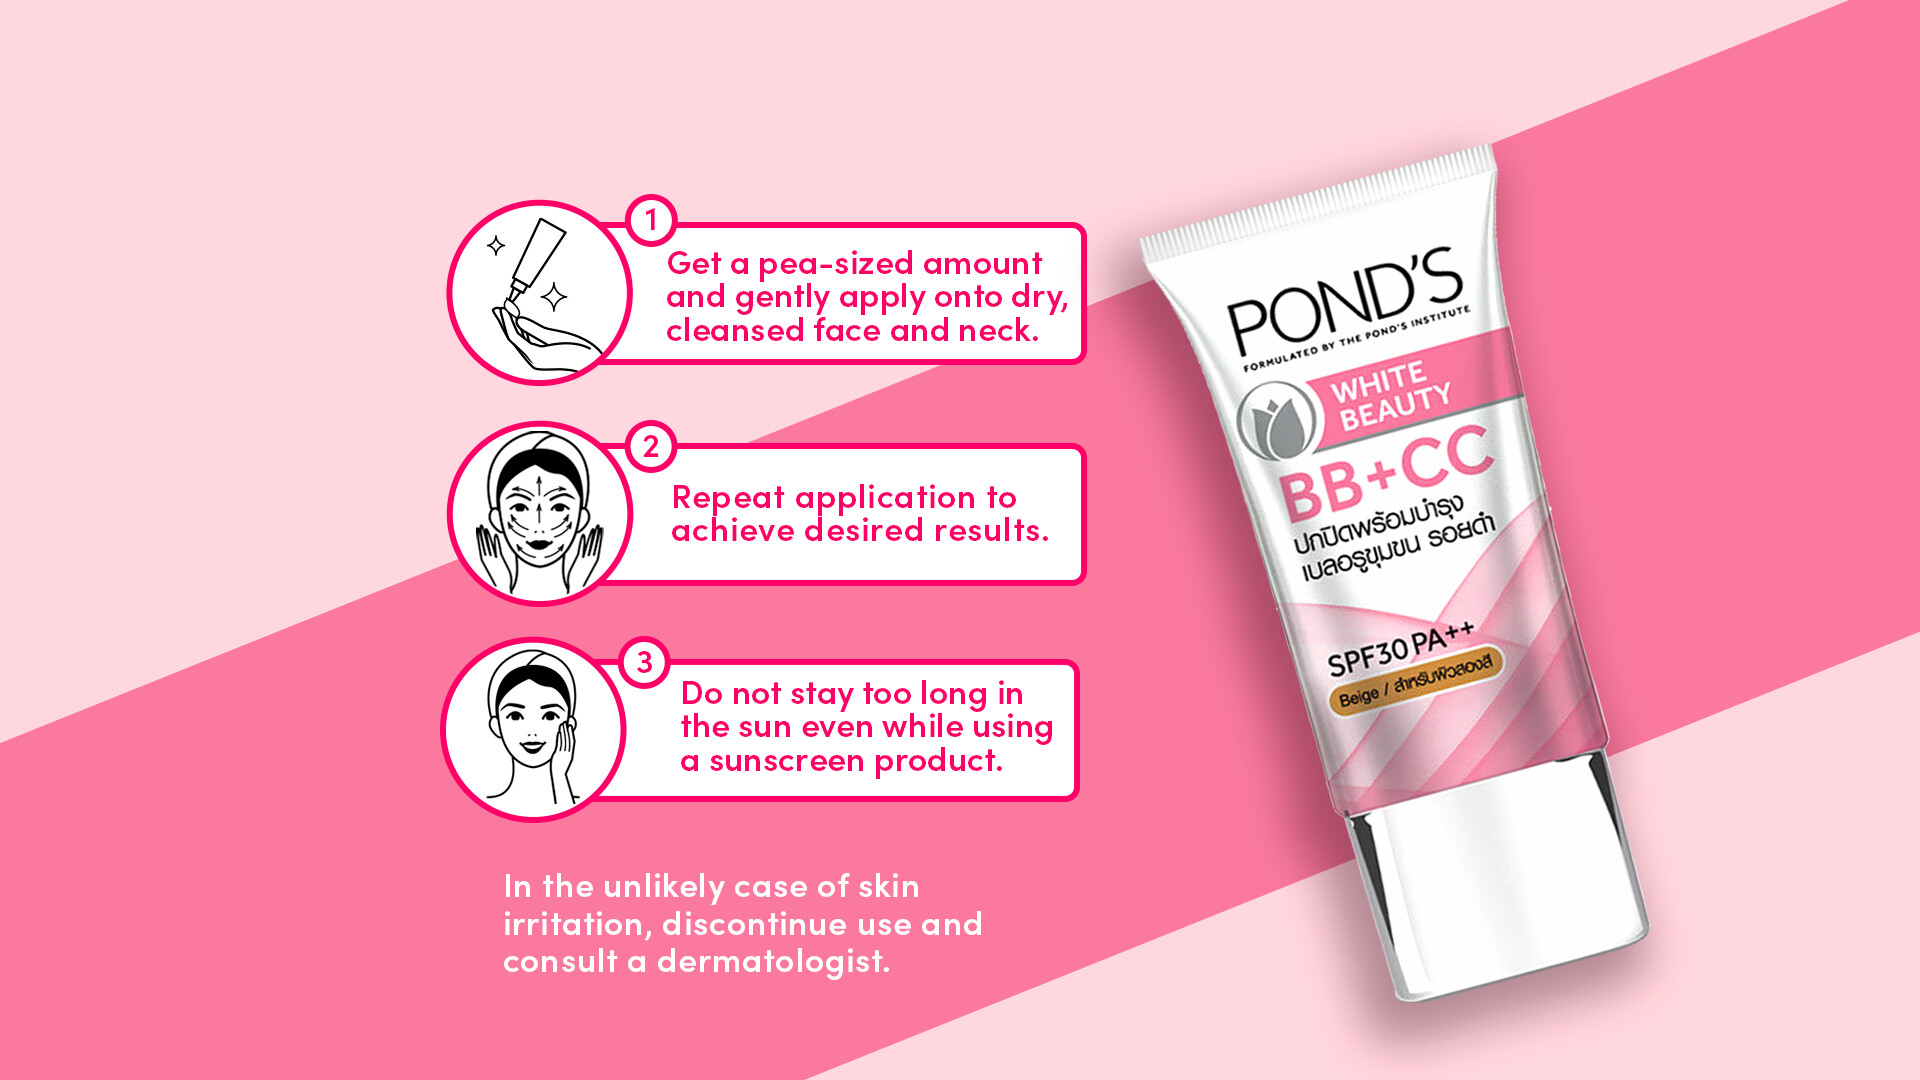 1
Get a pea-sized amount
and gently apply onto dry,
cleansed face and neck.
2
Repeat application to
achieve desired results.
3
Do not stay too long in
the sun even while using
a sunscreen product.
In the unlikely case of skin
irritation, discontinue use and
consult a dermatologist.
POND'S
FORMULATED BY THE POND'S INSTITUTE
WHITE
BEAUTY
BB+CC
ปกปิดพร้อมบำรุง
เบลอรูขุมขน รอยดำ
SPF30 PA++
Beige / สำหรับผิวสองสี